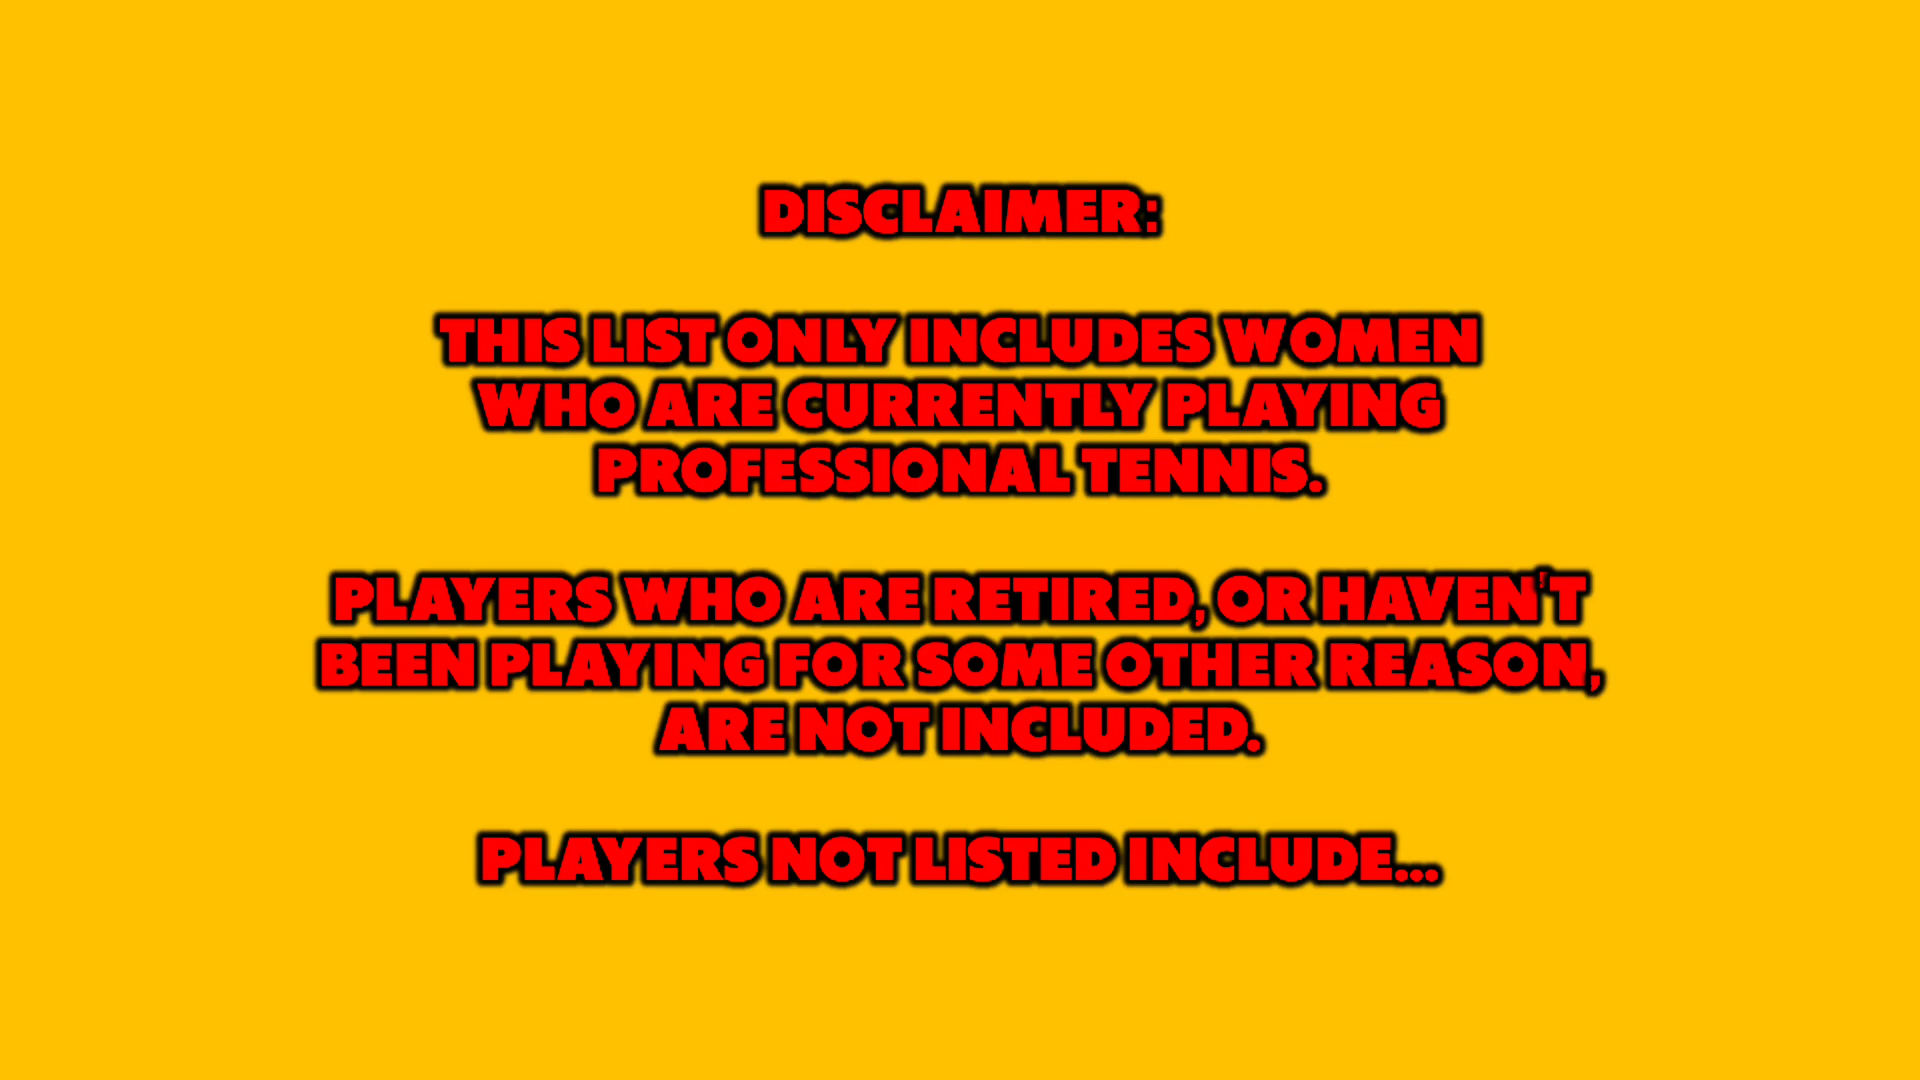 DISCLAIMER:
THIS LIST ONLY INCLUDES WOMEN
WHO ARE CURRENTLY PLAYING
PROFESSIONAL TENNIS.
PLAYERS WHO ARE RETIRED, OR HAVEN'T
BEEN PLAYING FOR SOME OTHER REASON,
ARE NOT INCLUDED.
PLAYERS NOT LISTED INCLUDE...